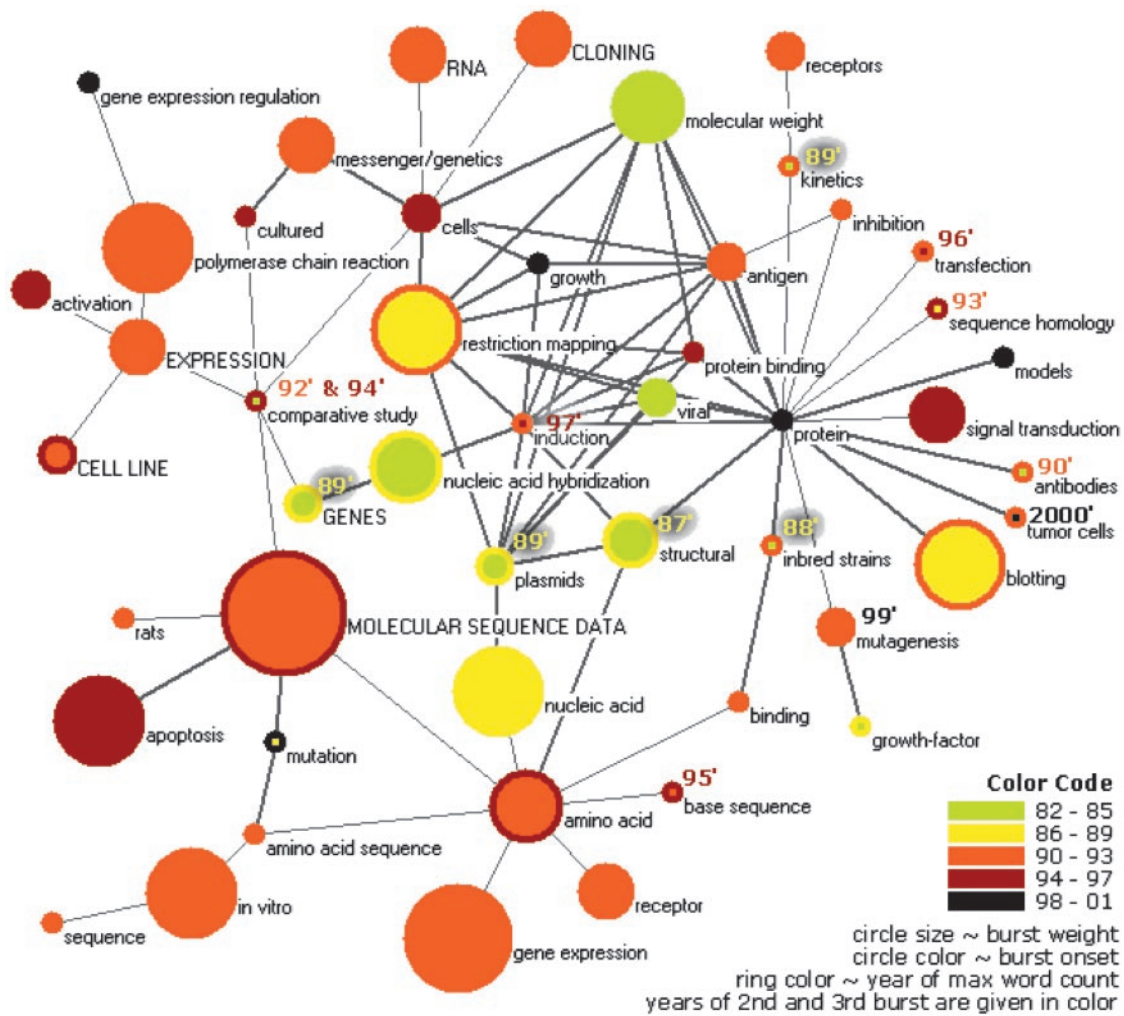 RNA
CLONING
receptors
gene expression regulation
molecular weight
messenger/genetics
89'
kinetics
cultured
cells
inhibition
polymerase chain reaction
growth
antigen
96'
transfection
activation
93'
sequence homology
restriction mapping
protein binding
EXPRESSION
models
92' & 94'
comparative study
viral
97'
induction
protein
signal transduction
CELL LINE
nucleic acid hybridization
90'
antibodies
89'
GENES
87'
structural
88'
inbred strains
2000'
tumor cells
89'
plasmids
blotting
rats
MOLECULAR SEQUENCE DATA
99'
mutagenesis
nucleic acid
binding
apoptosis
mutation
growth-factor
95'
base sequence
amino acid
amino acid sequence
in vitro
receptor
sequence
gene expression
Color Code
82 - 85
86 - 89
90 - 93
94 - 97
98 - 01
circle size ~ burst weight
circle color ~ burst onset
ring color ~ year of max word count
years of 2nd and 3rd burst are given in color